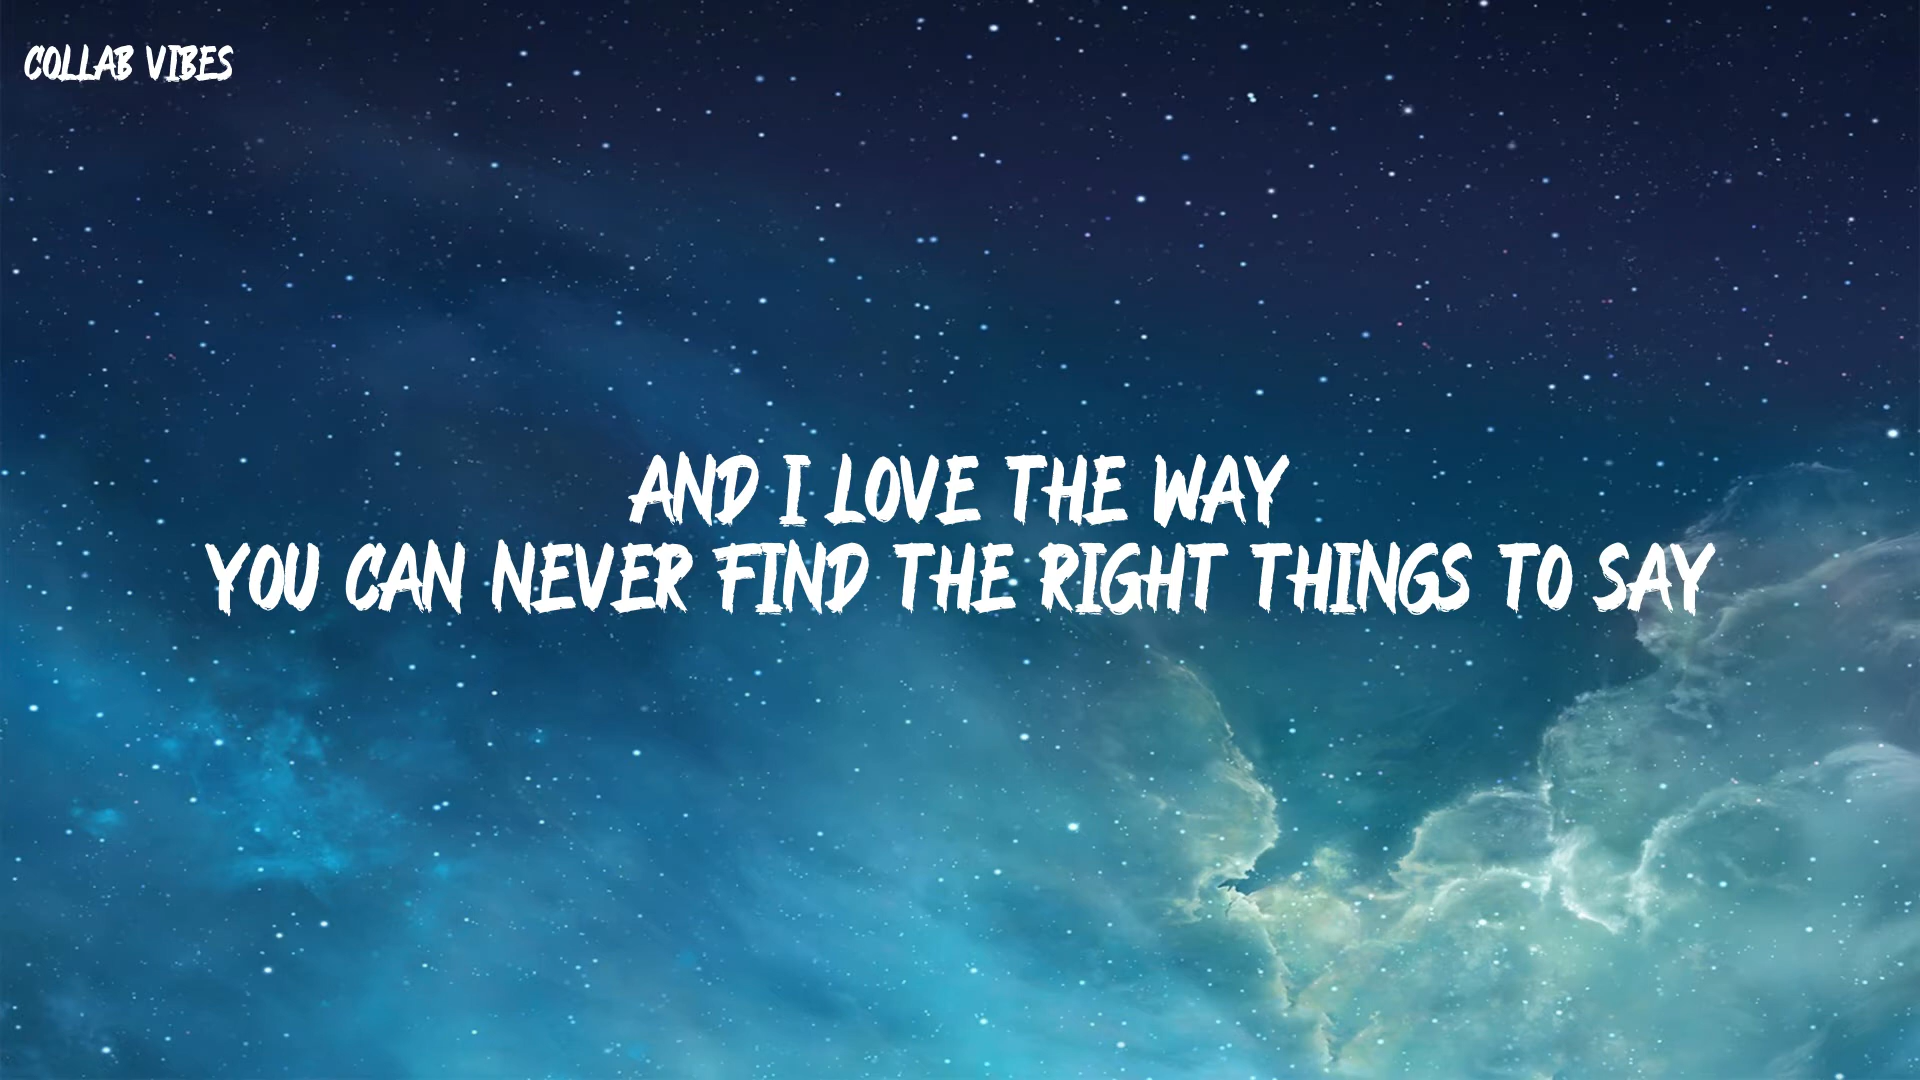 COLLAB VIBES
AND I LOVE THE WAY
YOU CAN NEVER FIND THE RIGHT THINGS TO SAY